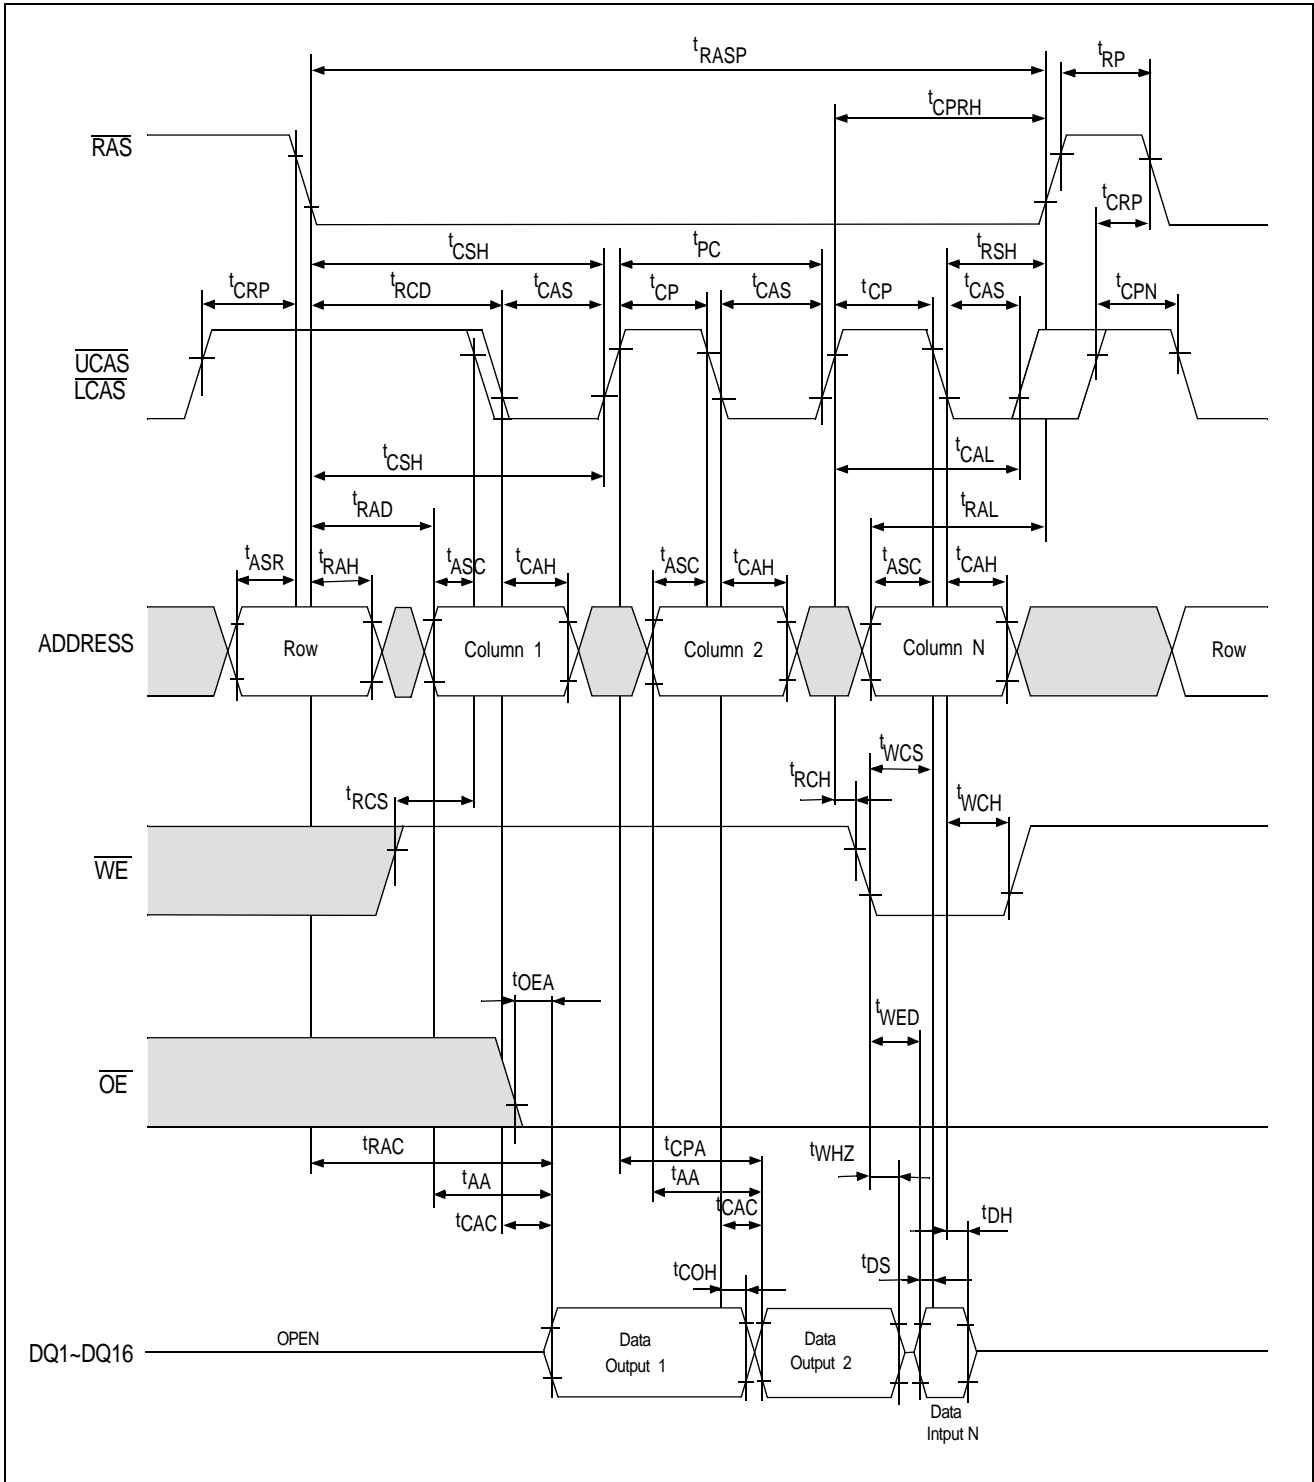 tRASP
tRP
tCPRH
RAS
tCRP
tCSH
tPC
tRSH
tCRP
tRCD
tCAS
tCP
tCAS
tCP
tCAS
tCPN
UCAS
LCAS
tCSH
tCAL
tRAD
tRAL
tASR
tRAH
tASC
tCAH
tASC
tCAH
tASC
tCAH
ADDRESS
Row
Column 1
Column 2
Column N
Row
tWCS
tRCH
tRCS
tWCH
WE
tOEA
tWED
OE
tRAC
tCPA
tWHZ
tAA
tAA
tCAC
tCAC
tDH
tCOH
tDS
DQ1~DQ16
OPEN
Data
Output 1
Data
Output 2
Data
Intput N